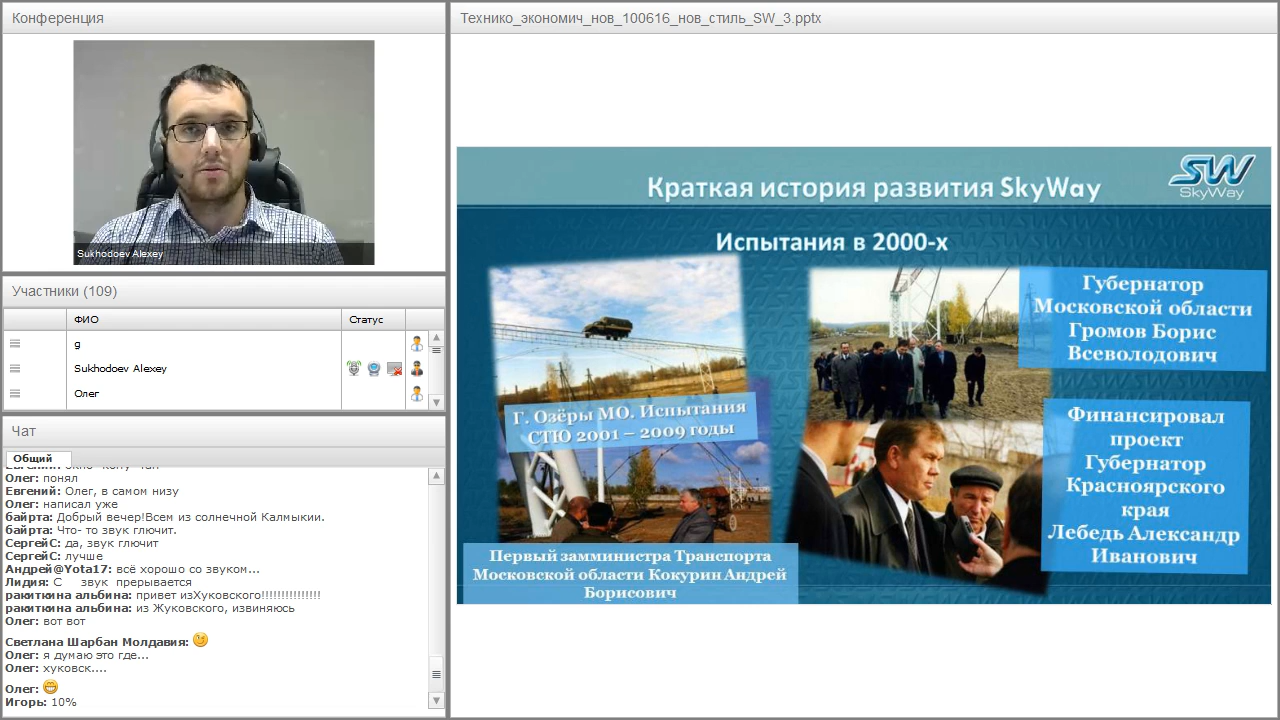 Конференция
Sukhodoev Alexey
Участники (109)
ФИО Статус
g
Sukhodoev Alexey
Олег
Чат
Общий
Олег: понял
Евгений: Олег, в самом низу
Олег: написал уже
байрта: Добрый вечер!Всем из солнечной Калмыкии.
байрта: Что- то звук глючит.
СергейС: да, звук глючит
СергейС: лучше
Андрей@Yota17: всё хорошо со звуком...
Лидия: С звук прерывается
ракиткина альбина: привет изХуковского!!!!!!!!!!!!!!!
ракиткина альбина: из Жуковского, извиняюсь
Олег: вот вот
Светлана Шарбан Молдавия:
Олег: я думаю это где...
Олег: хуковск....
Олег:
Игорь: 10%
Технико_экономич_нов_100616_нов_стиль_SW_3.pptx
Краткая история развития SkyWay
SW
SkyWay
Испытания в 2000-х
Г. Озёры МО. Испытания
СТЮ 2001 – 2009 годы
Первый замминистра Транспорта
Московской области Кокурин Андрей
Борисович
Губернатор
Московской области
Громов Борис
Всеволодович
Финансировал
проект
Губернатор
Красноярского
края
Лебедь Александр
Иванович